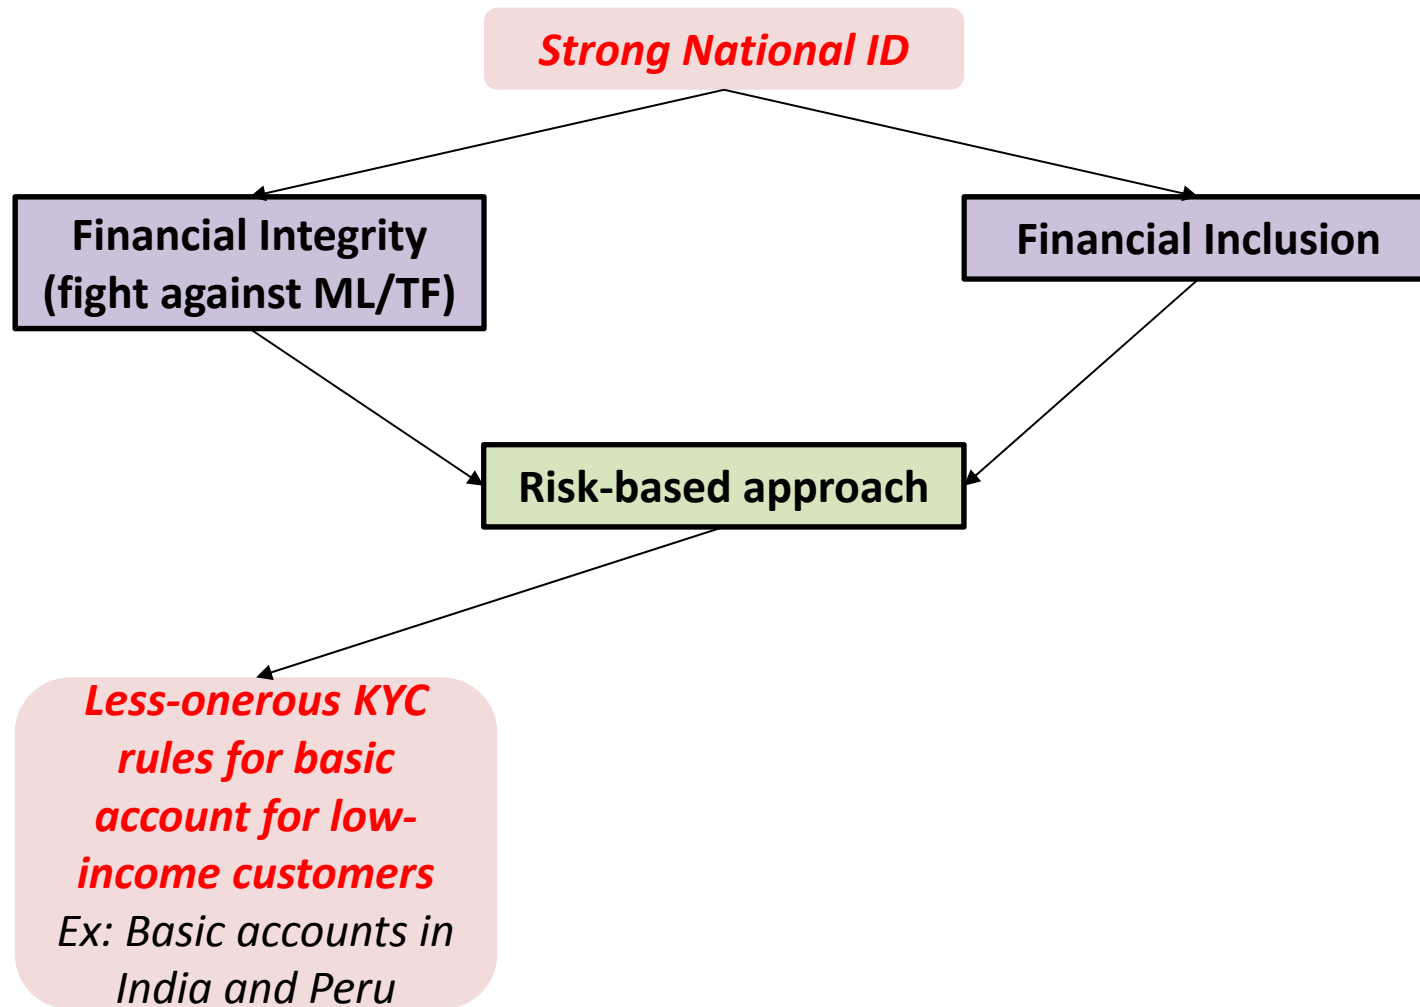 Strong National ID
Financial Integrity
(fight against ML/TF)
Financial Inclusion
Risk-based approach
Less-onerous KYC
rules for basic
account for low-
income customers
Ex: Basic accounts in
India and Peru